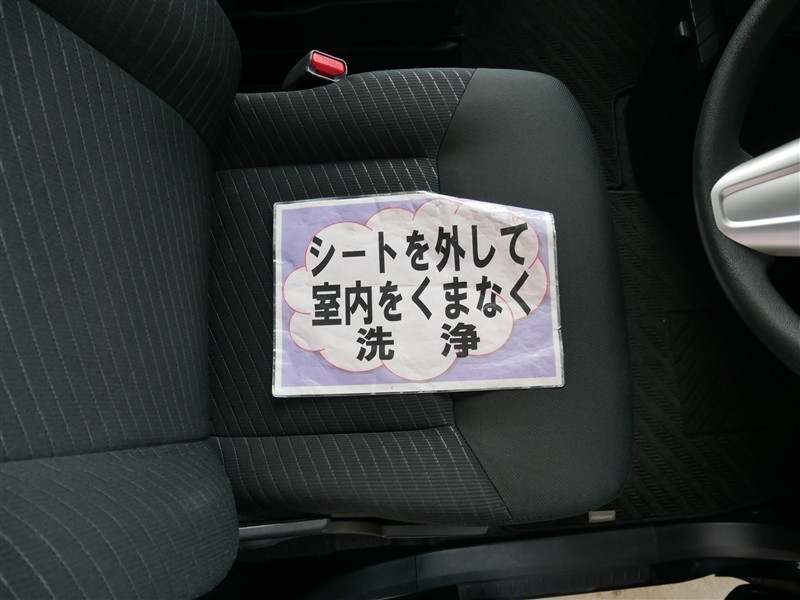 シートを外して
室内をくまなく
洗 浄